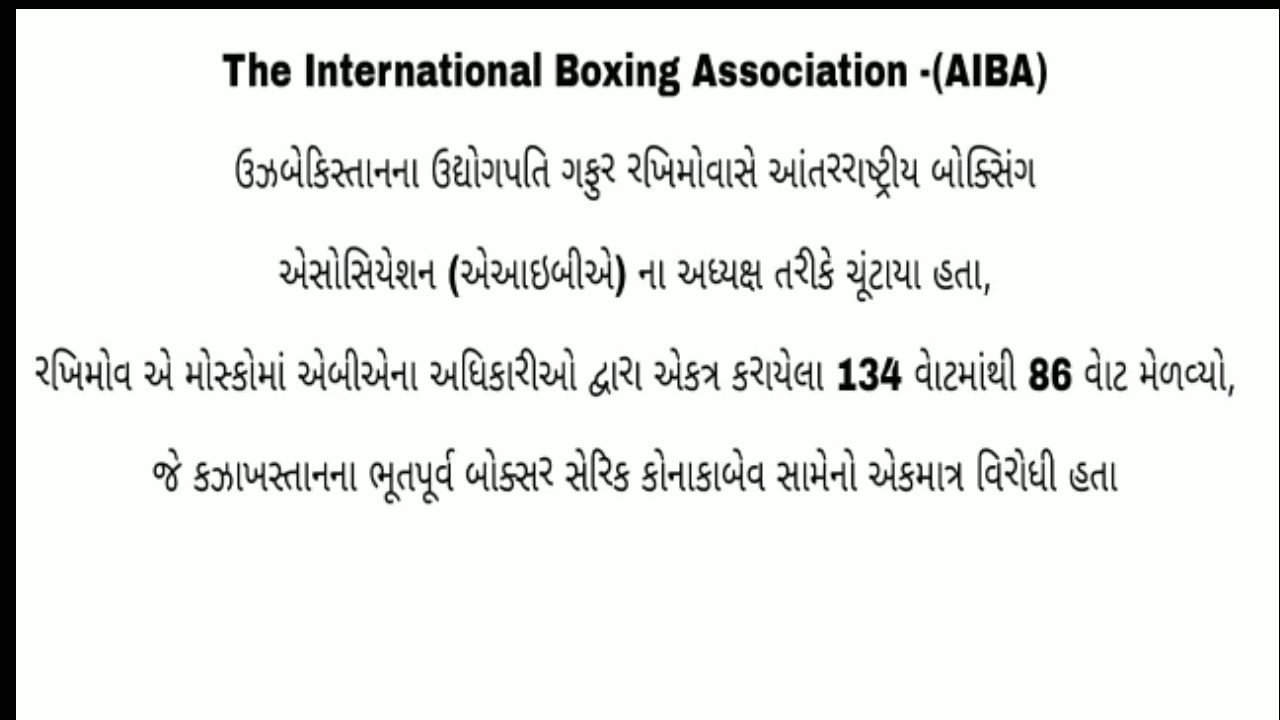 The International Boxing Association -(AIBA)
ઉઝબેકિસ્તાનના ઉદ્યોગપતિ ગફુર રખિમોવાસે આંતરરાષ્ટ્રીય બોક્સિંગ
એસોસિયેશન (એઆઇબીએ) ના અધ્યક્ષ તરીકે ચૂંટાયા હતા,
રખિમોવ એ મોસ્કોમાં એબીએના અધિકારીઓ દ્વારા એકત્ર કરાયેલા 134 વોટમાંથી 86 વોટ મેળવ્યો,
જે કઝાખસ્તાનના ભૂતપૂર્વ બોક્સર સેરિક કોનાકાબેવ સામેનો એકમાત્ર વિરોધી હતા